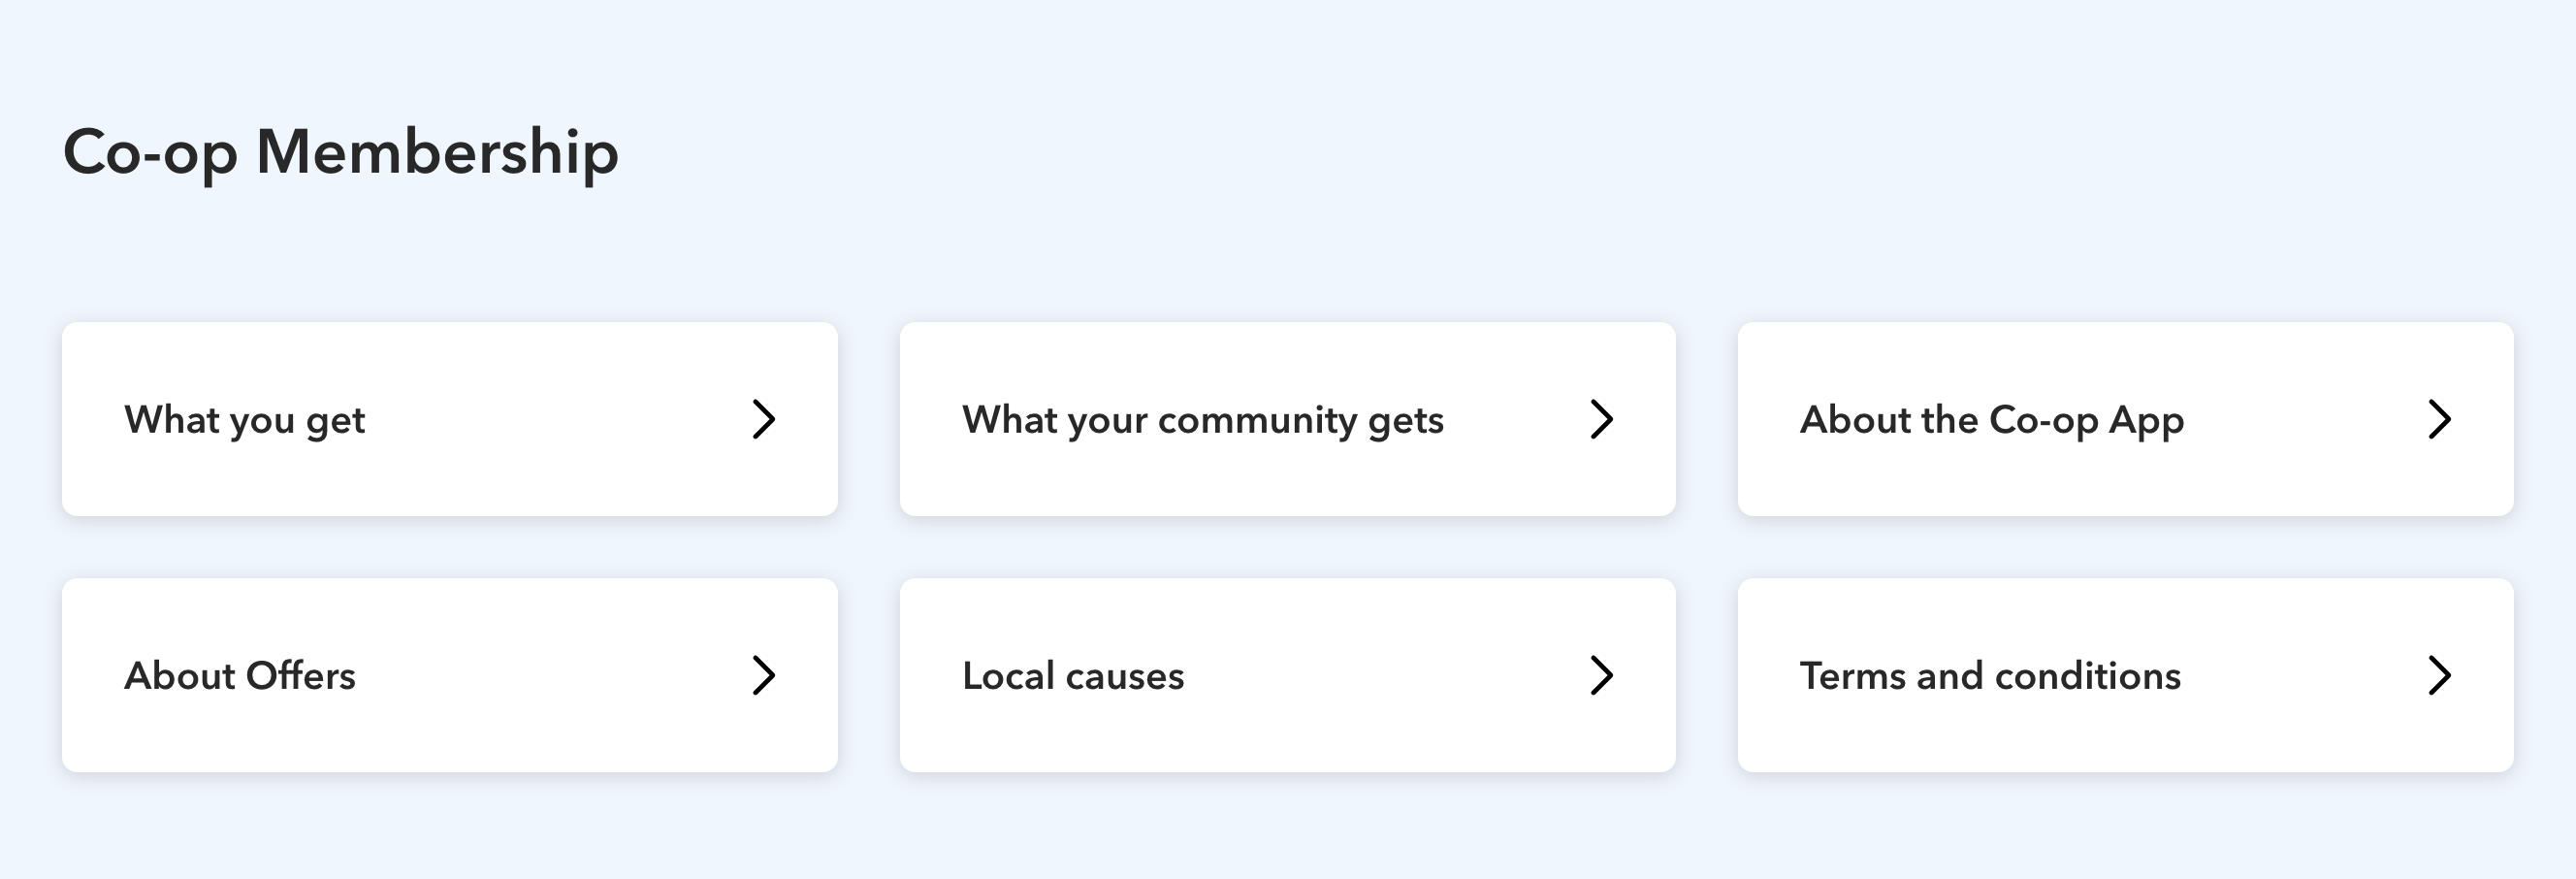 Co-op Membership
What you get
What your community gets
About the Co-op App
About Offers
Local causes
Terms and conditions